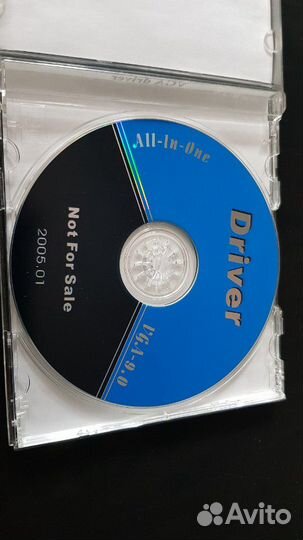 All-In-One
Driver
V6.1-9.0
Not For Sale
2005.01
Avito